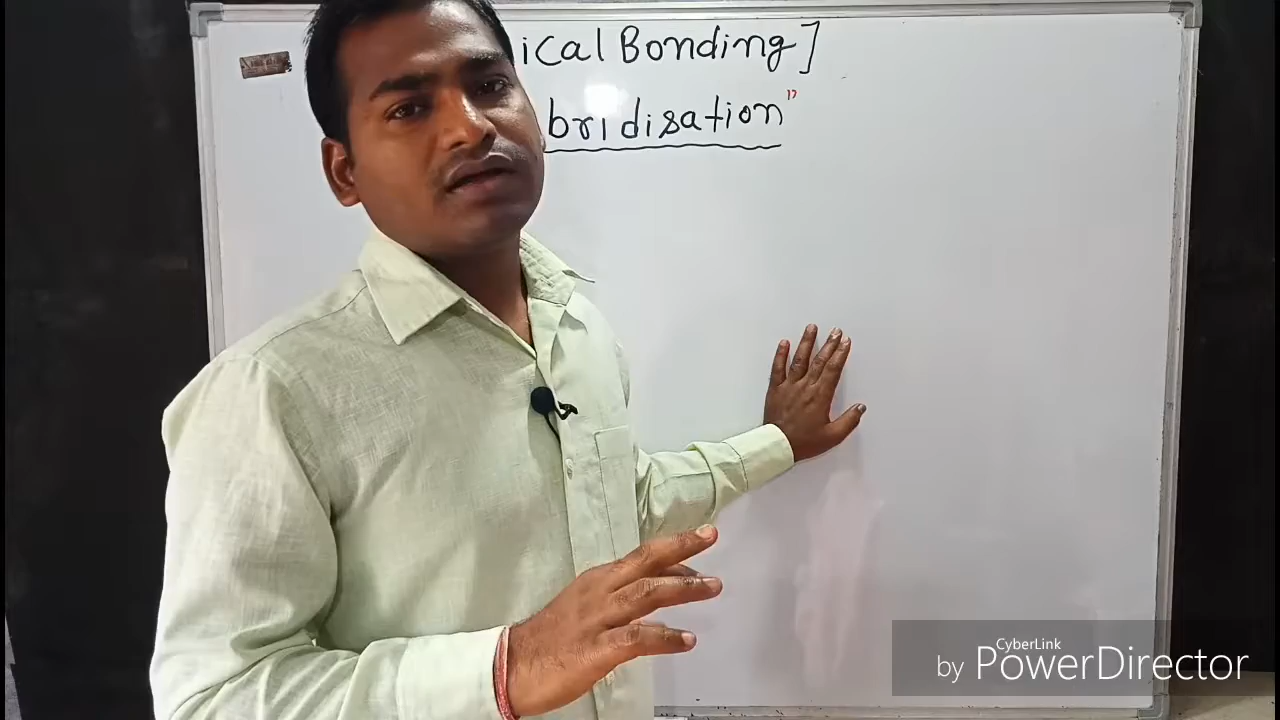 ical Bonding]
bridisation"
CyberLink
by PowerDirector